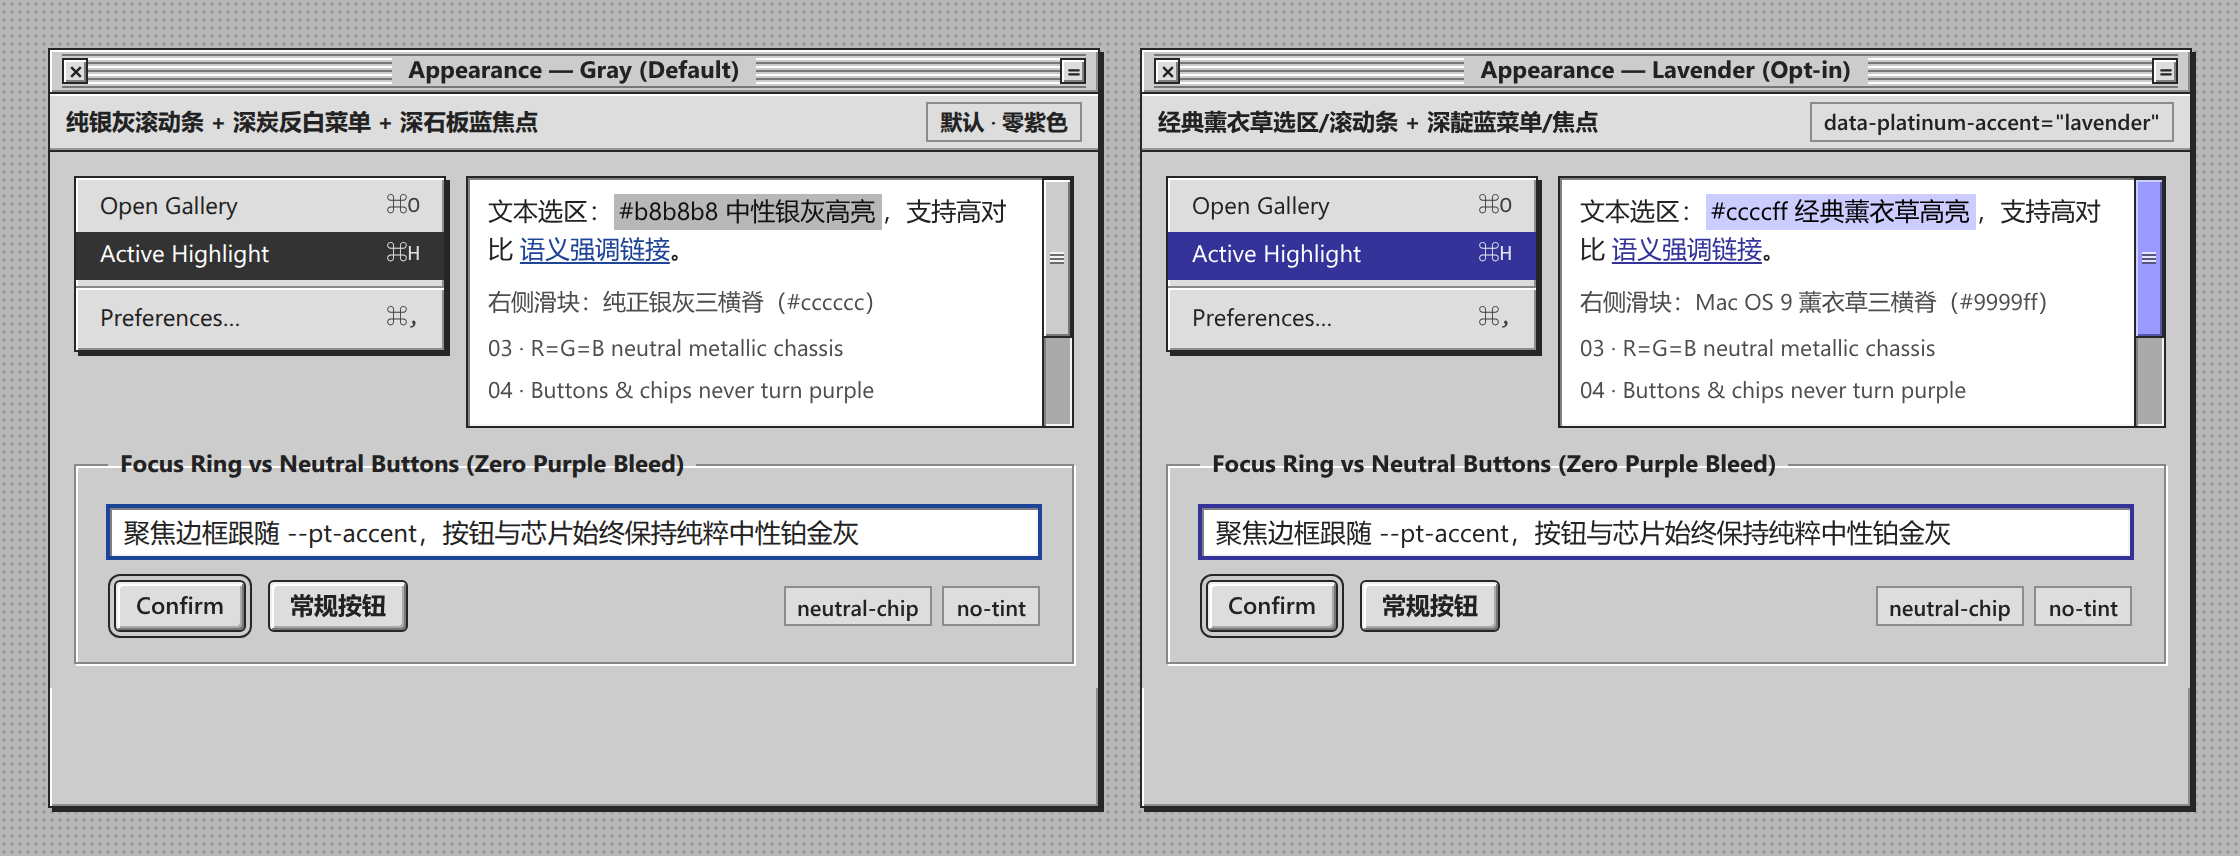 Appearance — Gray (Default)
纯银灰滚动条 + 深炭反白菜单 + 深石板蓝焦点
默认 · 零紫色
Open Gallery ⌘O
Active Highlight ⌘H
Preferences... ⌘,
文本选区： #b8b8b8 中性银灰高亮 ，支持高对
比 语义强调链接。
右侧滑块：纯正银灰三横脊（#cccccc）
03 · R=G=B neutral metallic chassis
04 · Buttons & chips never turn purple
Focus Ring vs Neutral Buttons (Zero Purple Bleed)
聚焦边框跟随 --pt-accent，按钮与芯片始终保持纯粹中性铂金灰
Confirm 常规按钮 neutral-chip no-tint
Appearance — Lavender (Opt-in)
经典薰衣草选区/滚动条 + 深靛蓝菜单/焦点
data-platinum-accent="lavender"
Open Gallery ⌘O
Active Highlight ⌘H
Preferences... ⌘,
文本选区： #ccccff 经典薰衣草高亮 ，支持高对
比 语义强调链接。
右侧滑块：Mac OS 9 薰衣草三横脊（#9999ff）
03 · R=G=B neutral metallic chassis
04 · Buttons & chips never turn purple
Focus Ring vs Neutral Buttons (Zero Purple Bleed)
聚焦边框跟随 --pt-accent，按钮与芯片始终保持纯粹中性铂金灰
Confirm 常规按钮 neutral-chip no-tint